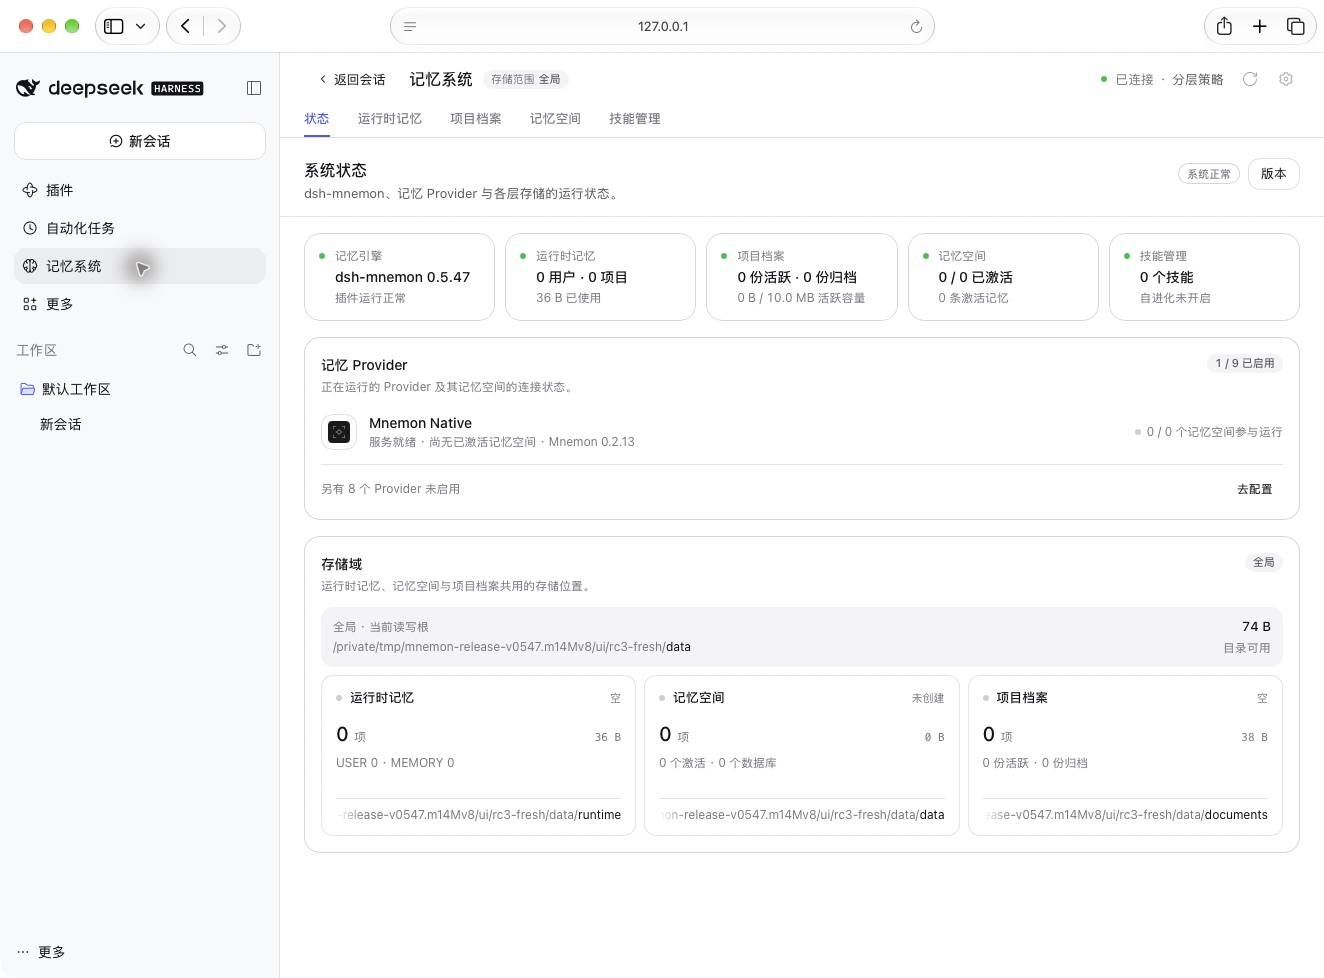 127.0.0.1
deepseek HARNESS
新会话
插件
自动化任务
记忆系统
更多
工作区
默认工作区
新会话
更多
返回会话
记忆系统
存储范围 全局
已连接 · 分层策略
状态
运行时记忆
项目档案
记忆空间
技能管理
系统状态
dsh-mnemon、记忆 Provider 与各层存储的运行状态。
系统正常
版本
记忆引擎
dsh-mnemon 0.5.47
插件运行正常
运行时记忆
0 用户 · 0 项目
36 B 已使用
项目档案
0 份活跃 · 0 份归档
0 B / 10.0 MB 活跃容量
记忆空间
0 / 0 已激活
0 条激活记忆
技能管理
0 个技能
自进化未开启
记忆 Provider
1 / 9 已启用
正在运行的 Provider 及其记忆空间的连接状态。
Mnemon Native
服务就绪 · 尚无已激活记忆空间 · Mnemon 0.2.13
0 / 0 个记忆空间参与运行
另有 8 个 Provider 未启用
去配置
存储域
全局
运行时记忆、记忆空间与项目档案共用的存储位置。
全局 · 当前读写根
74 B
/private/tmp/mnemon-release-v0547.m14Mv8/ui/rc3-fresh/data
目录可用
运行时记忆
空
0 项
36 B
USER 0 · MEMORY 0
-release-v0547.m14Mv8/ui/rc3-fresh/data/runtime
记忆空间
未创建
0 项
0 B
0 个激活 · 0 个数据库
on-release-v0547.m14Mv8/ui/rc3-fresh/data/data
项目档案
空
0 项
38 B
0 份活跃 · 0 份归档
ease-v0547.m14Mv8/ui/rc3-fresh/data/documents